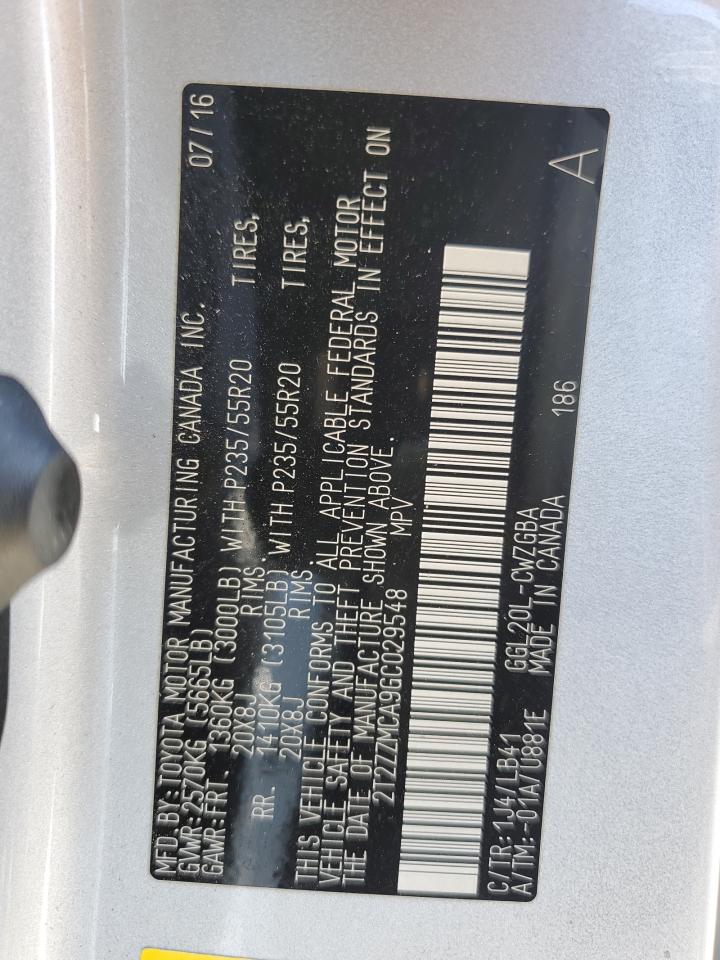 MFD. BY: TOYOTA MOTOR MANUFACTURING CANADA INC. 07/16
GVWR: 2570KG (5665LB)
GAWR: FRT. 1360KG (3000LB) WITH P235/55R20 TIRES,
20X8J RIMS.
RR. 1410KG (3105LB) WITH P235/55R20 TIRES,
20X8J RIMS
THIS VEHICLE CONFORMS TO ALL APPLICABLE FEDERAL MOTOR
VEHICLE SAFETY AND THEFT PREVENTION STANDARDS IN EFFECT ON
THE DATE OF MANUFACTURE SHOWN ABOVE.
2T2ZZMCA9GC029548 MPV
C/TR: 1J4/LB41 GGL20L-CWZGBA
A/TM: -01A/U881E MADE IN CANADA 186 A